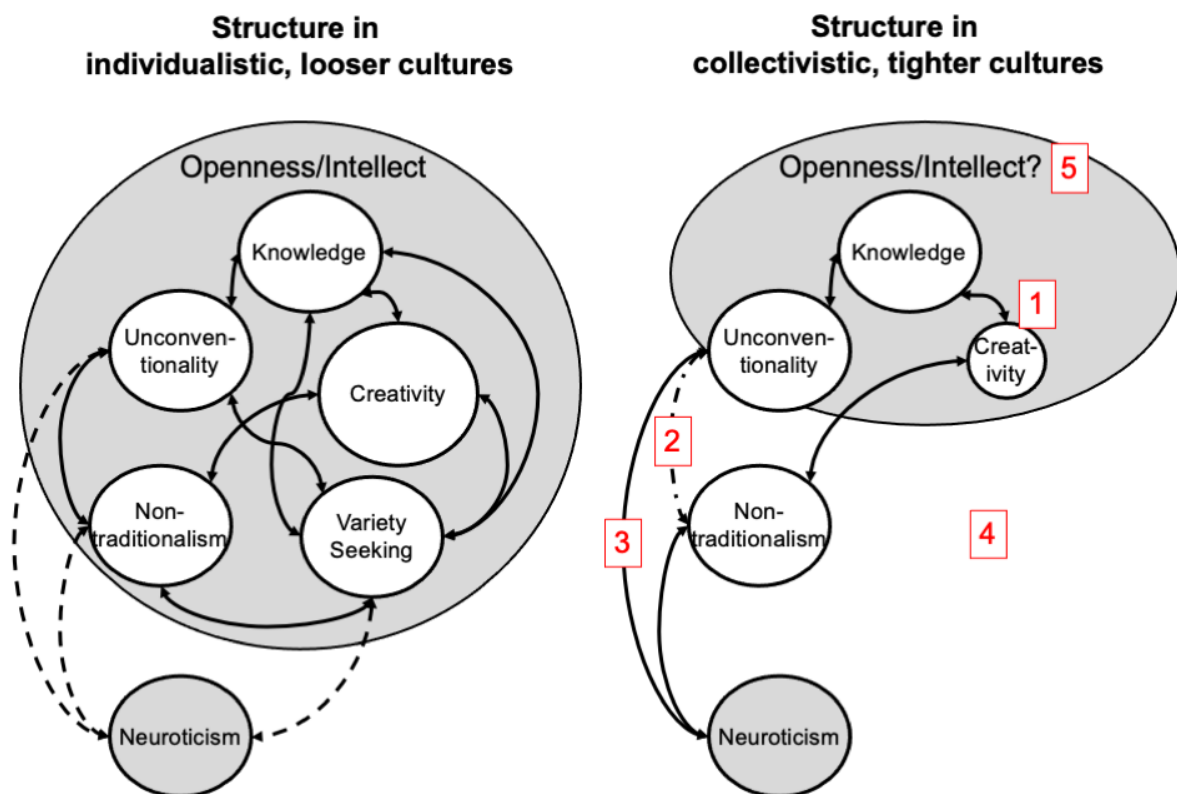 Structure in
individualistic, looser cultures
Openness/Intellect
Knowledge
Unconven-
tionality
Creativity
Non-
traditionalism
Variety
Seeking
Neuroticism
Structure in
collectivistic, tighter cultures
Openness/Intellect?
5
Knowledge
1
Unconven-
tionality
Creat-
ivity
2
3
Non-
traditionalism
4
Neuroticism